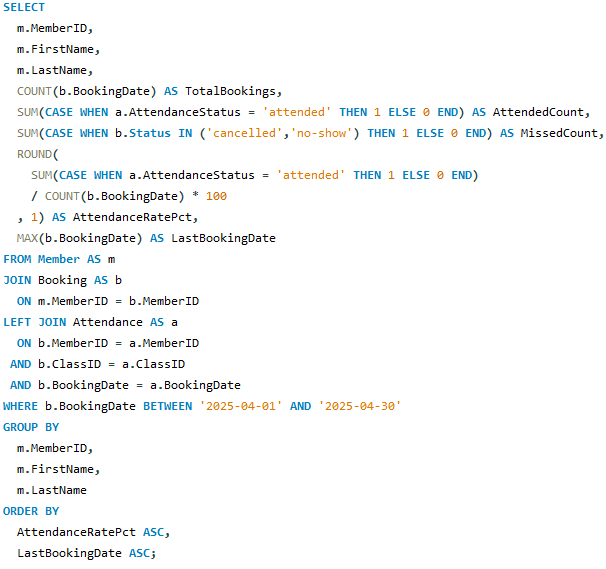 SELECT
  m.MemberID,
  m.FirstName,
  m.LastName,
  COUNT(b.BookingDate) AS TotalBookings,
  SUM(CASE WHEN a.AttendanceStatus = 'attended' THEN 1 ELSE 0 END) AS AttendedCount,
  SUM(CASE WHEN b.Status IN ('cancelled','no-show') THEN 1 ELSE 0 END) AS MissedCount,
  ROUND(
    SUM(CASE WHEN a.AttendanceStatus = 'attended' THEN 1 ELSE 0 END)
    / COUNT(b.BookingDate) * 100
  , 1) AS AttendanceRatePct,
  MAX(b.BookingDate) AS LastBookingDate
FROM Member AS m
JOIN Booking AS b
  ON m.MemberID = b.MemberID
LEFT JOIN Attendance AS a
  ON b.MemberID = a.MemberID
 AND b.ClassID = a.ClassID
 AND b.BookingDate = a.BookingDate
WHERE b.BookingDate BETWEEN '2025-04-01' AND '2025-04-30'
GROUP BY
  m.MemberID,
  m.FirstName,
  m.LastName
ORDER BY
  AttendanceRatePct ASC,
  LastBookingDate ASC;